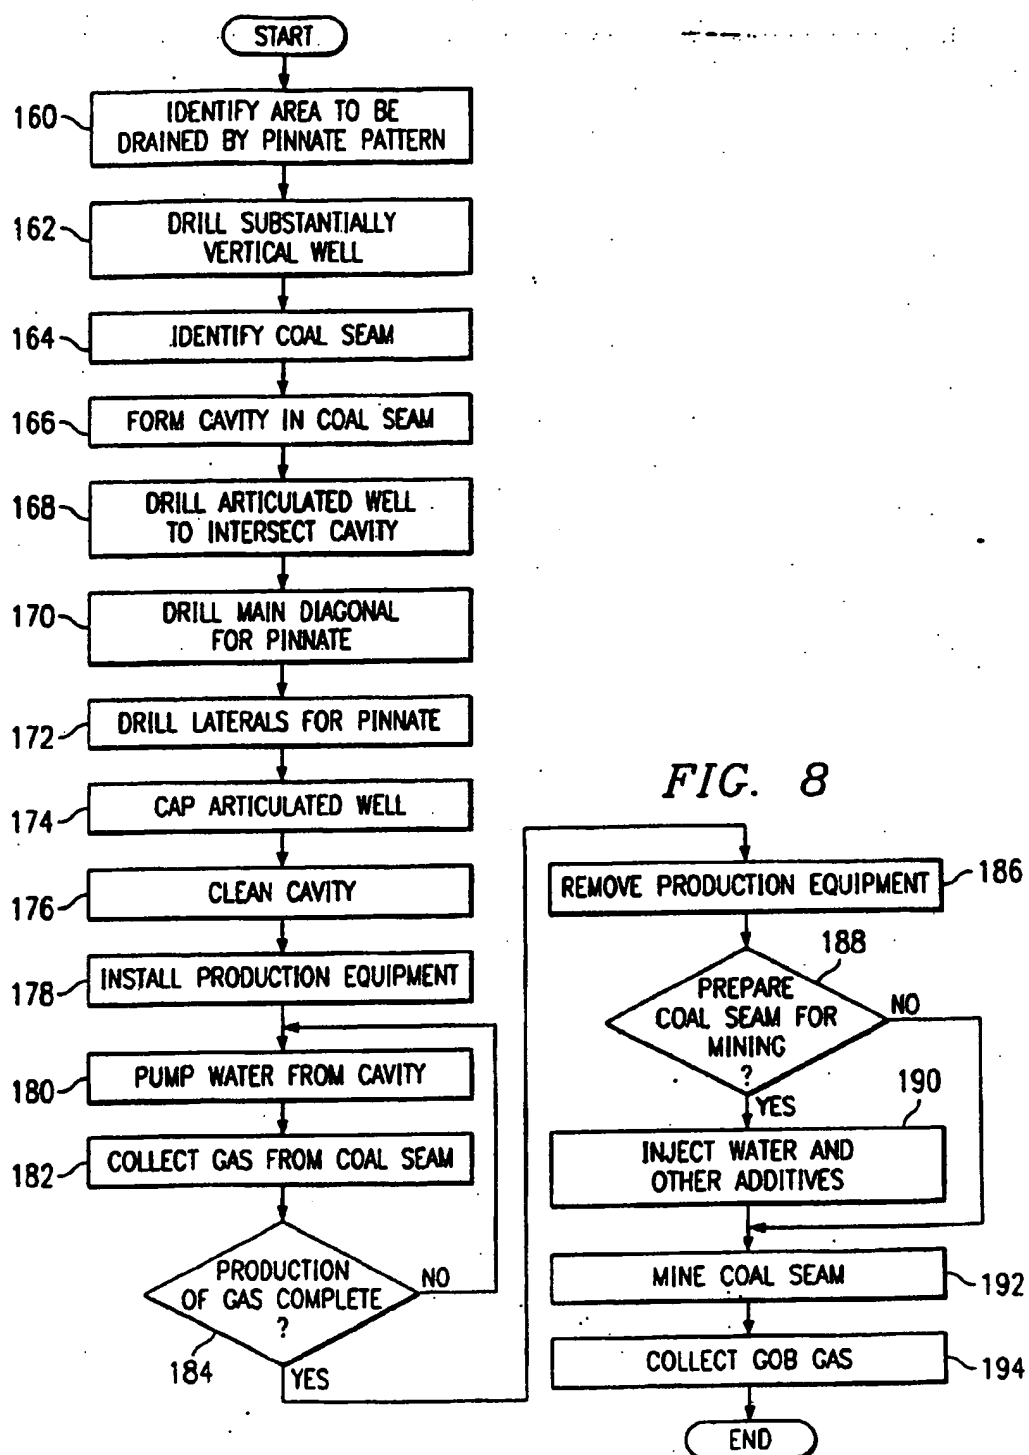 START
160
IDENTIFY AREA TO BE
DRAINED BY PINNATE PATTERN
162
DRILL SUBSTANTIALLY
VERTICAL WELL
164
IDENTIFY COAL SEAM
166
FORM CAVITY IN COAL SEAM
168
DRILL ARTICULATED WELL
TO INTERSECT CAVITY
170
DRILL MAIN DIAGONAL
FOR PINNATE
172
DRILL LATERALS FOR PINNATE
174
CAP ARTICULATED WELL
176
CLEAN CAVITY
178
INSTALL PRODUCTION EQUIPMENT
180
PUMP WATER FROM CAVITY
182
COLLECT GAS FROM COAL SEAM
PRODUCTION
OF GAS COMPLETE
?
NO
184
YES
FIG. 8
REMOVE PRODUCTION EQUIPMENT
186
188
PREPARE
COAL SEAM FOR
MINING
?
NO
YES
190
INJECT WATER AND
OTHER ADDITIVES
MINE COAL SEAM
192
COLLECT GOB GAS
194
END